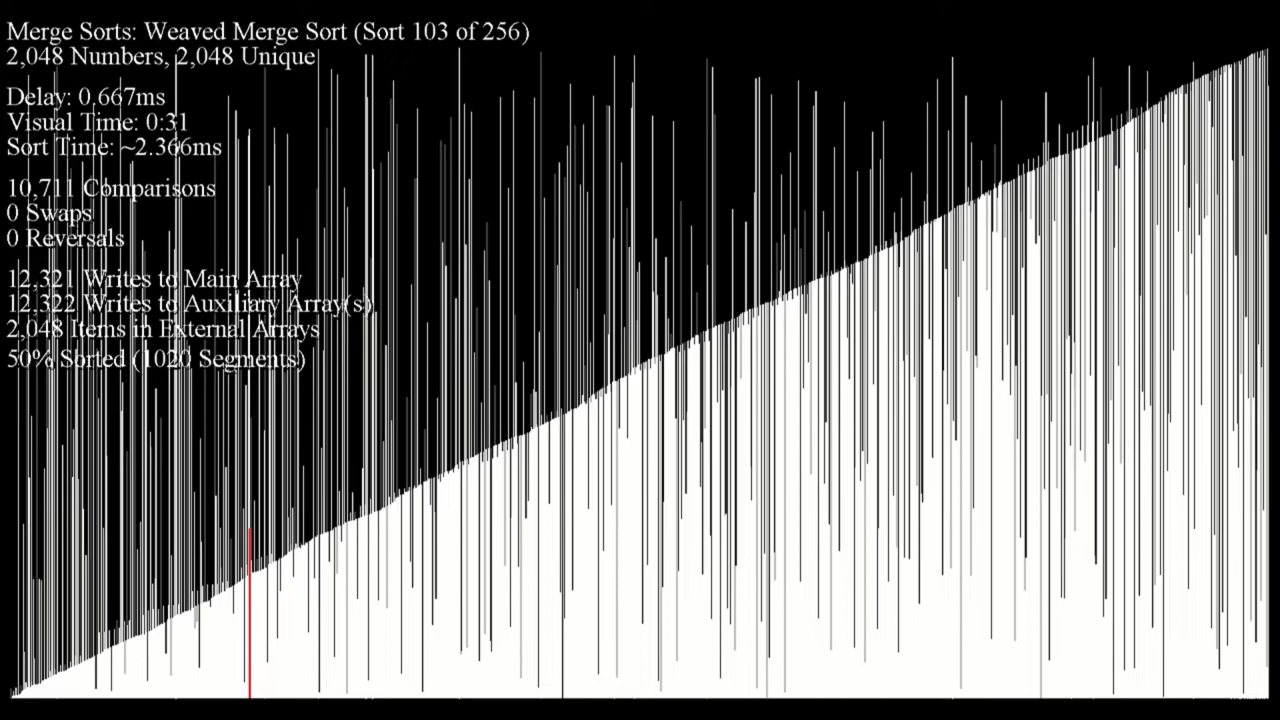 Merge Sorts: Weaved Merge Sort (Sort 103 of 256)
2,048 Numbers, 2,048 Unique
Delay: 0.667ms
Visual Time: 0:31
Sort Time: ~2.366ms
10,711 Comparisons
0 Swaps
0 Reversals
12,321 Writes to Main Array
12,322 Writes to Auxiliary Array(s)
2,048 Items in External Arrays
50% Sorted (1020 Segments)